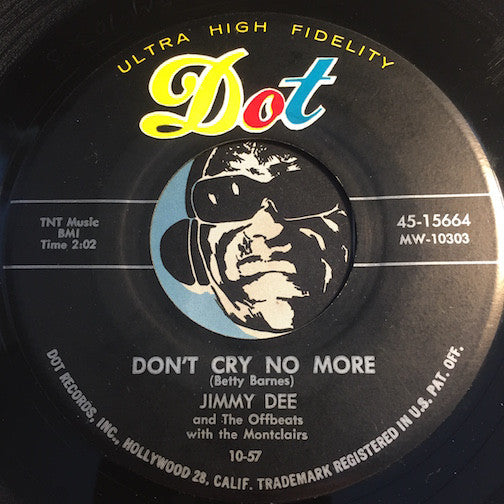 ULTRA HIGH FIDELITY
Dot
TNT Music
BMI
Time 2:02
45-15664
MW-10303
DON'T CRY NO MORE
(Betty Barnes)
JIMMY DEE
and The Offbeats
with the Montclairs
10-57
DOT RECORDS, INC., HOLLYWOOD 28, CALIF. TRADEMARK REGISTERED IN U.S. PAT. OFF.